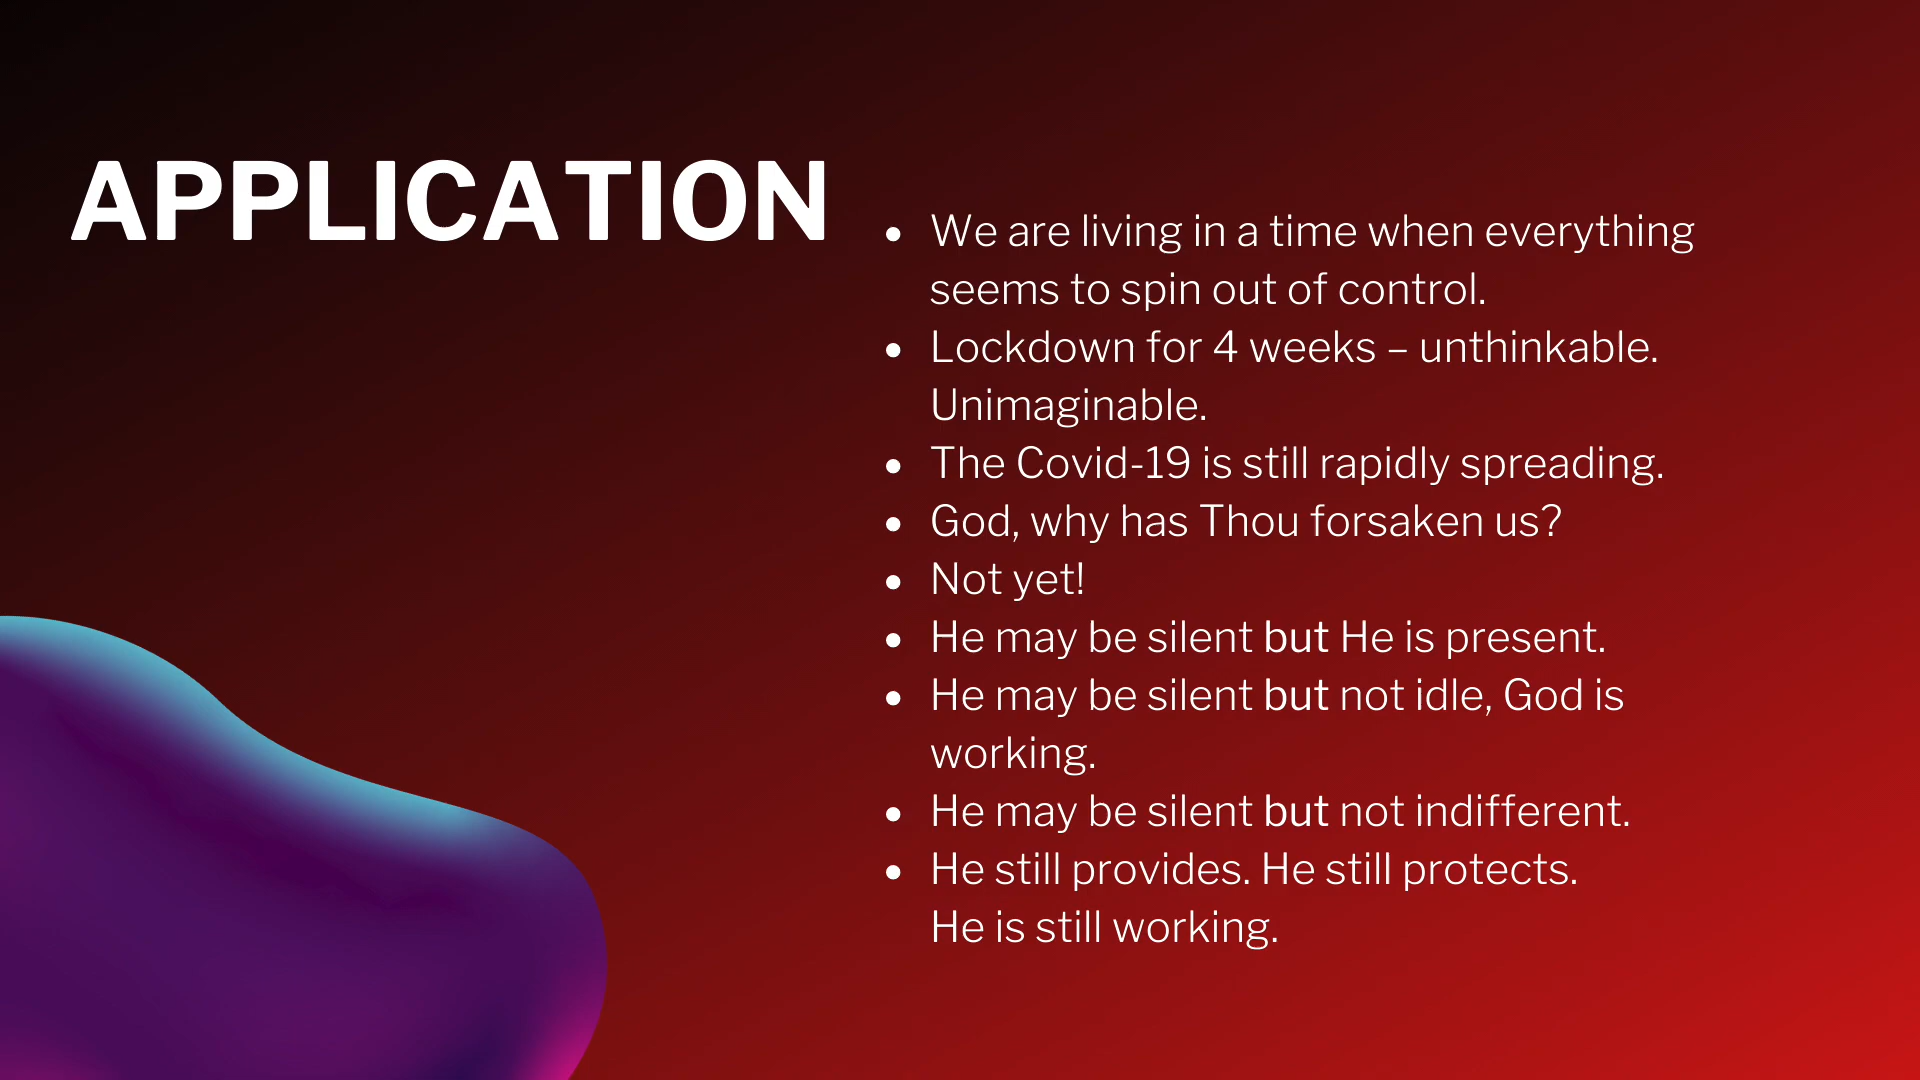 APPLICATION
• We are living in a time when everything
seems to spin out of control.
• Lockdown for 4 weeks – unthinkable.
Unimaginable.
• The Covid-19 is still rapidly spreading.
• God, why has Thou forsaken us?
• Not yet!
• He may be silent but He is present.
• He may be silent but not idle, God is
working.
• He may be silent but not indifferent.
• He still provides. He still protects.
He is still working.